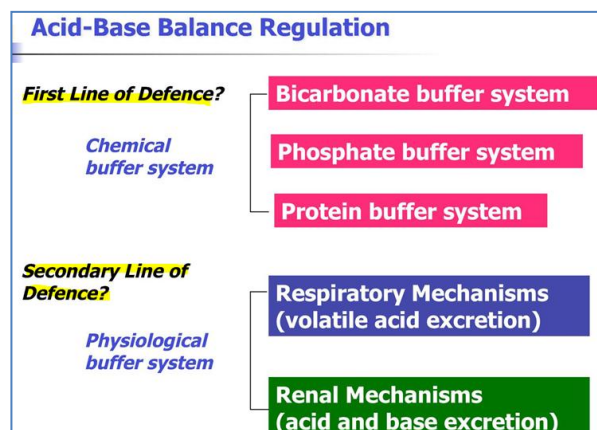 Acid-Base Balance Regulation
First Line of Defence?
Bicarbonate buffer system
Chemical
buffer system
Phosphate buffer system
Protein buffer system
Secondary Line of
Defence?
Respiratory Mechanisms
(volatile acid excretion)
Physiological
buffer system
Renal Mechanisms
(acid and base excretion)